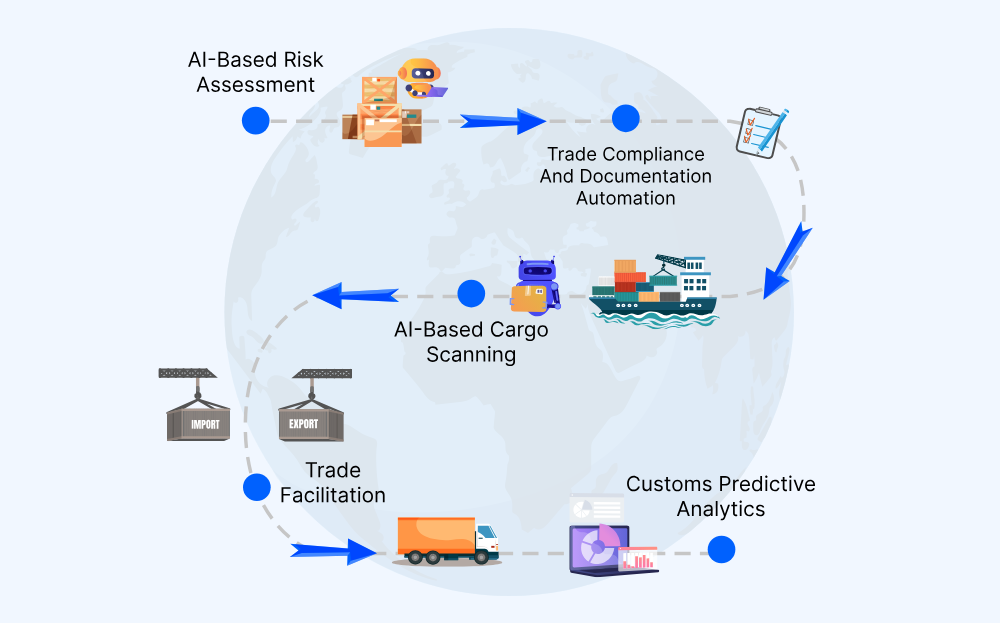 AI-Based Risk
Assessment
Trade Compliance
And Documentation
Automation
AI-Based Cargo
Scanning
IMPORT
EXPORT
Trade
Facilitation
Customs Predictive
Analytics